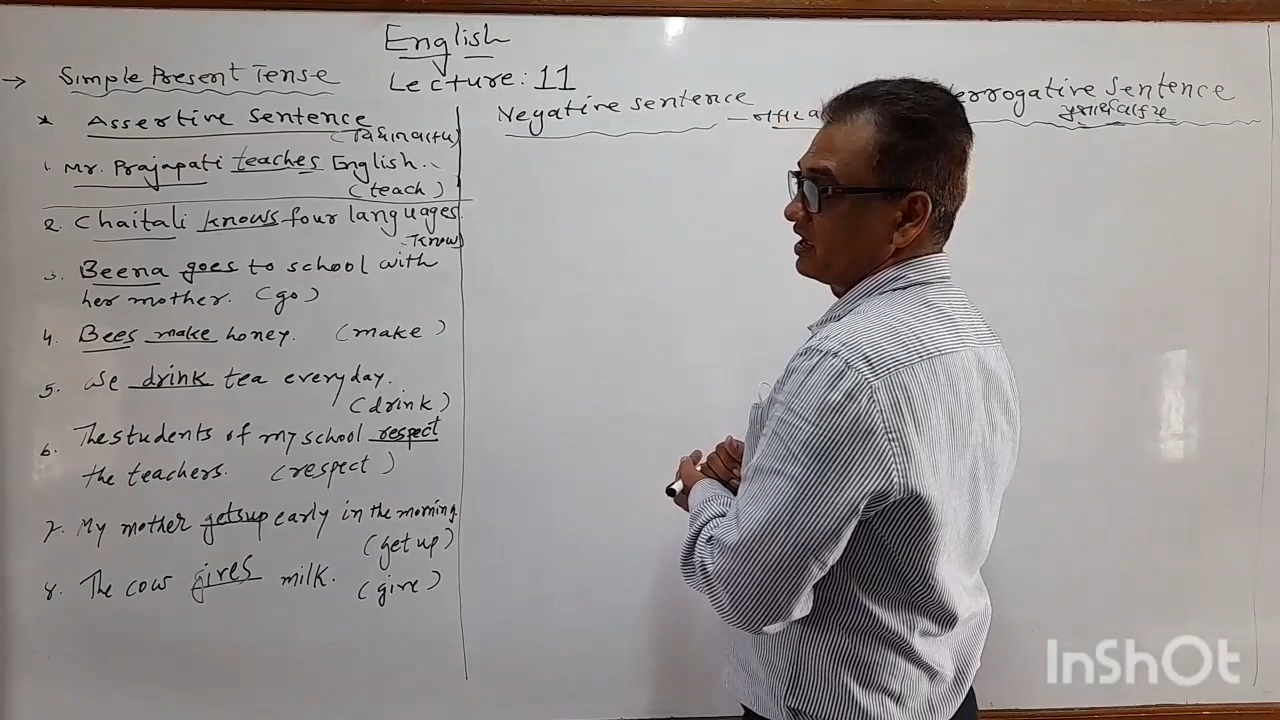 English
→ Simple Present Tense
Lecture: 11
* Assertive Sentence
Negative sentence
errogative Sentence
પ્રશ્નાર્થવાક્ય
1. Mr. Prajapati teaches English.
(teach)
2. Chaitali knows four languages.
(know)
3. Beena goes to school with
her mother. (go)
4. Bees make honey. (make)
5. We drink tea everyday.
(drink)
6. The students of my school respect
the teachers. (respect)
7. My mother gets up early in the morning.
(get up)
8. The cow gives milk. (give)
InShOt